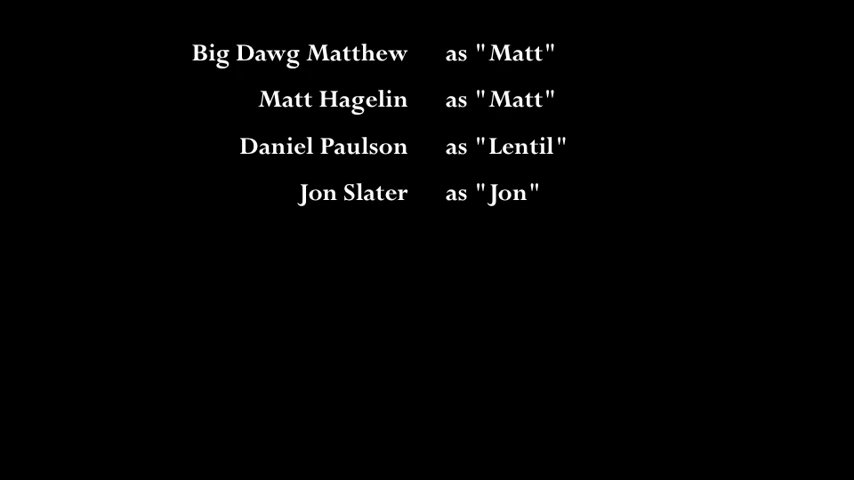 Big Dawg Matthew as "Matt"
Matt Hagelin as "Matt"
Daniel Paulson as "Lentil"
Jon Slater as "Jon"